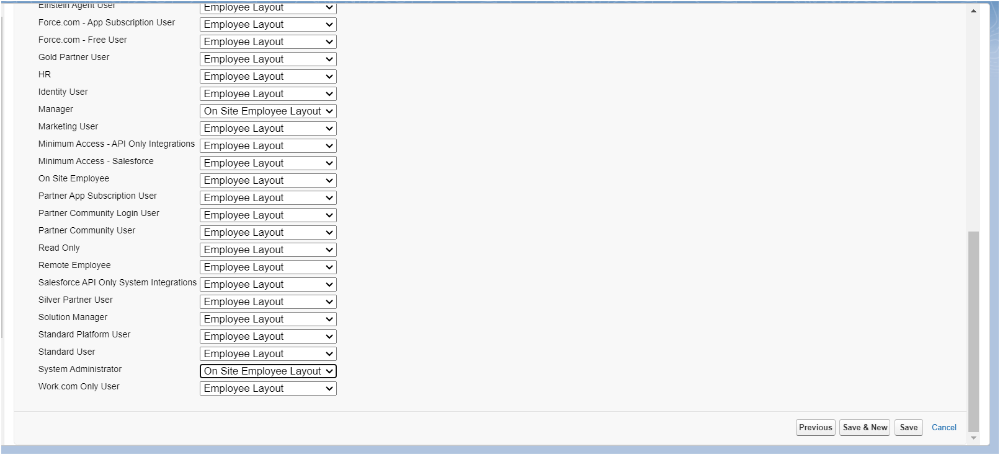 Einstein Agent User Employee Layout
Force.com - App Subscription User Employee Layout
Force.com - Free User Employee Layout
Gold Partner User Employee Layout
HR Employee Layout
Identity User Employee Layout
Manager On Site Employee Layout
Marketing User Employee Layout
Minimum Access - API Only Integrations Employee Layout
Minimum Access - Salesforce Employee Layout
On Site Employee Employee Layout
Partner App Subscription User Employee Layout
Partner Community Login User Employee Layout
Partner Community User Employee Layout
Read Only Employee Layout
Remote Employee Employee Layout
Salesforce API Only System Integrations Employee Layout
Silver Partner User Employee Layout
Solution Manager Employee Layout
Standard Platform User Employee Layout
Standard User Employee Layout
System Administrator On Site Employee Layout
Work.com Only User Employee Layout
Previous Save & New Save Cancel